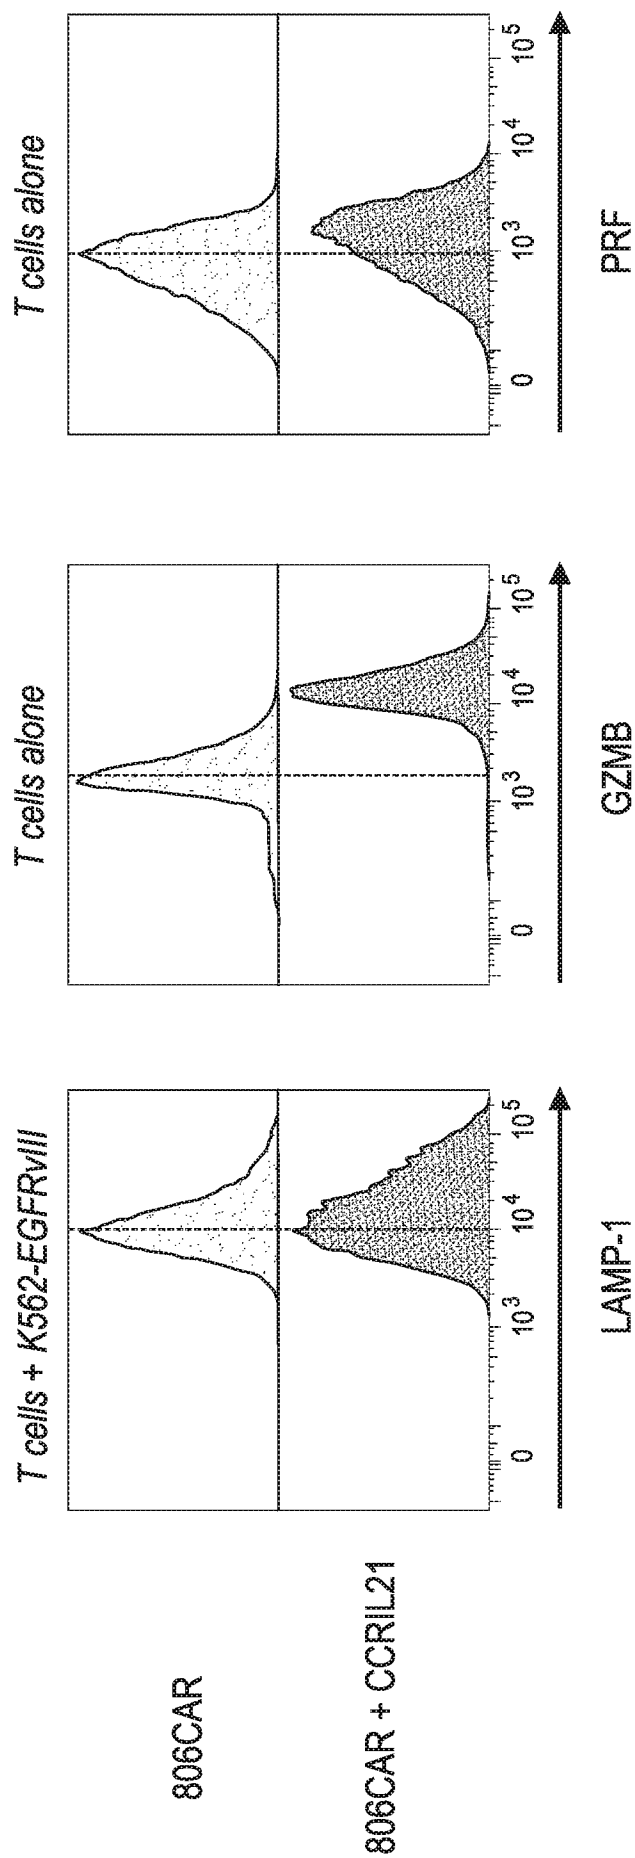 T cells + K562-EGFRvIII
T cells alone
T cells alone
806CAR
806CAR + CCRIL21
0 10³ 10⁴ 10⁵
0 10³ 10⁴ 10⁵
0 10³ 10⁴ 10⁵
LAMP-1
GZMB
PRF